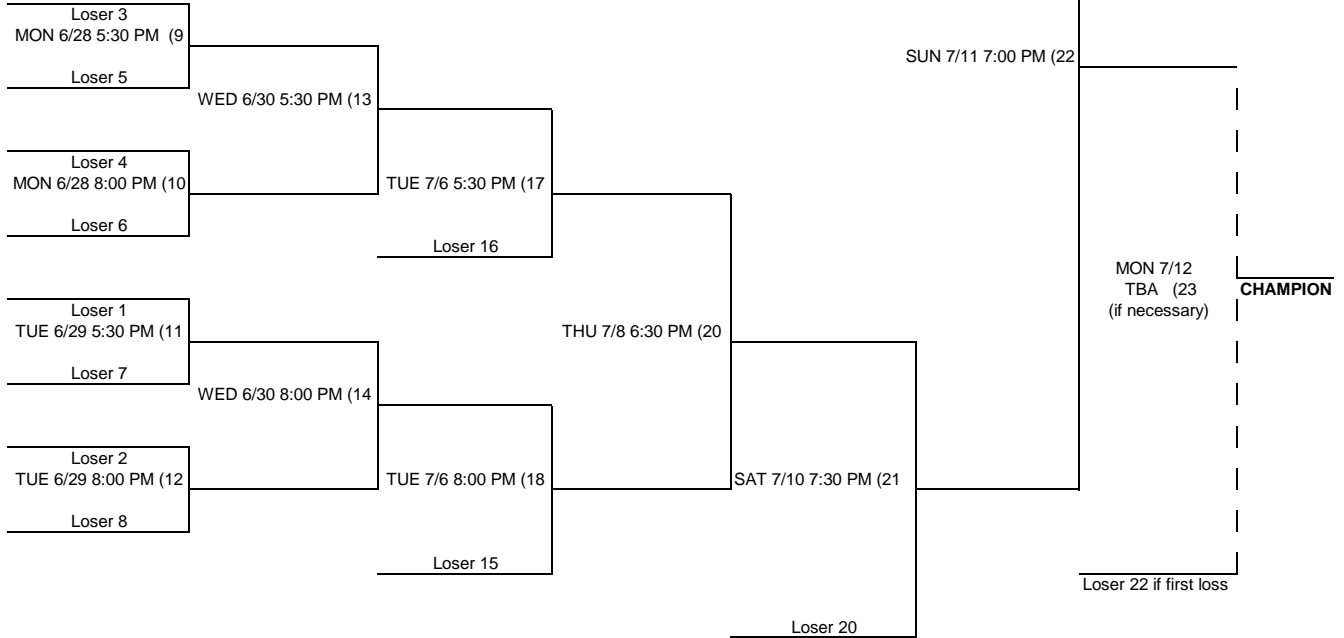 Loser 3
MON 6/28 5:30 PM (9
Loser 5
WED 6/30 5:30 PM (13
Loser 4
MON 6/28 8:00 PM (10
Loser 6
TUE 7/6 5:30 PM (17
Loser 16
Loser 1
TUE 6/29 5:30 PM (11
Loser 7
WED 6/30 8:00 PM (14
Loser 2
TUE 6/29 8:00 PM (12
Loser 8
TUE 7/6 8:00 PM (18
Loser 15
THU 7/8 6:30 PM (20
SAT 7/10 7:30 PM (21
Loser 20
SUN 7/11 7:00 PM (22
MON 7/12
TBA (23
(if necessary)
Loser 22 if first loss
CHAMPION